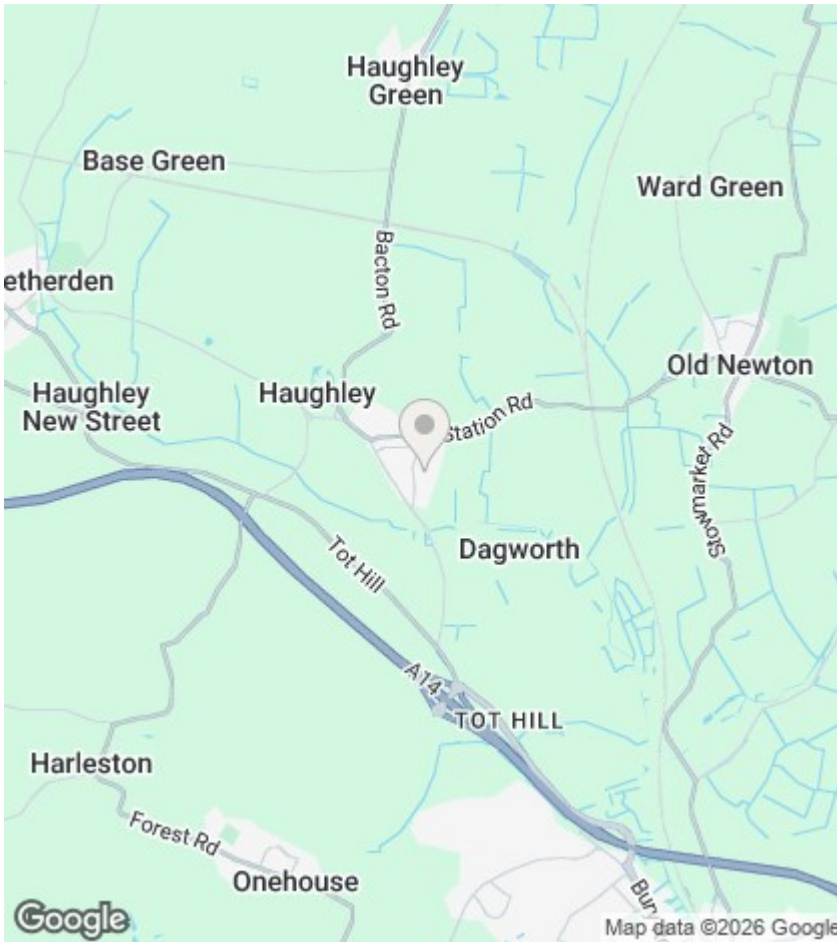 Haughley
Green
Base Green
Ward Green
Bacton Rd
etherden
Old Newton
Haughley
New Street
Haughley
Station Rd
Stowmarket Rd
Dagworth
Tot Hill
A14
TOT HILL
Harleston
Forest Rd
Onehouse
Bury
Google
Map data ©2026 Google